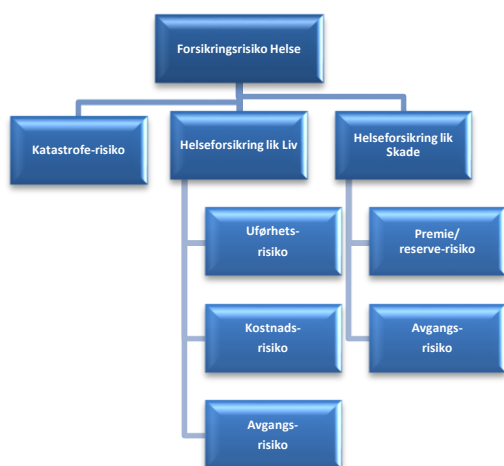 Forsikringsrisiko Helse
Katastrofe-risiko
Helseforsikring lik Liv
Helseforsikring lik
Skade
Uførhets-
risiko
Premie/
reserve-risiko
Kostnads-
risiko
Avgangs-
risiko
Avgangs-
risiko